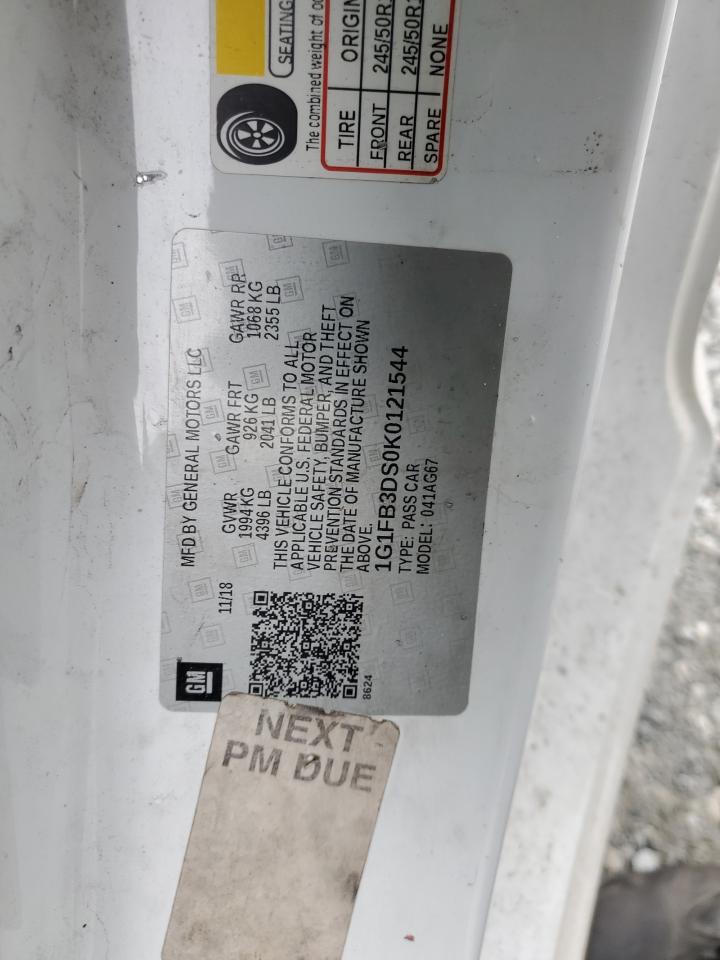 SEATING
The combined weight of oc
TIRE ORIGIN
FRONT 245/50R1
REAR 245/50R1
SPARE NONE
GM
MFD BY GENERAL MOTORS LLC
11/18 GVWR GAWR FRT GAWR RR
1994 KG 926 KG 1068 KG
4396 LB 2041 LB 2355 LB
THIS VEHICLE CONFORMS TO ALL
APPLICABLE U.S. FEDERAL MOTOR
VEHICLE SAFETY, BUMPER, AND THEFT
PREVENTION STANDARDS IN EFFECT ON
THE DATE OF MANUFACTURE SHOWN
ABOVE.
1G1FB3DS0K0121544
TYPE: PASS CAR
MODEL: 041AG67
8624
NEXT
PM DUE